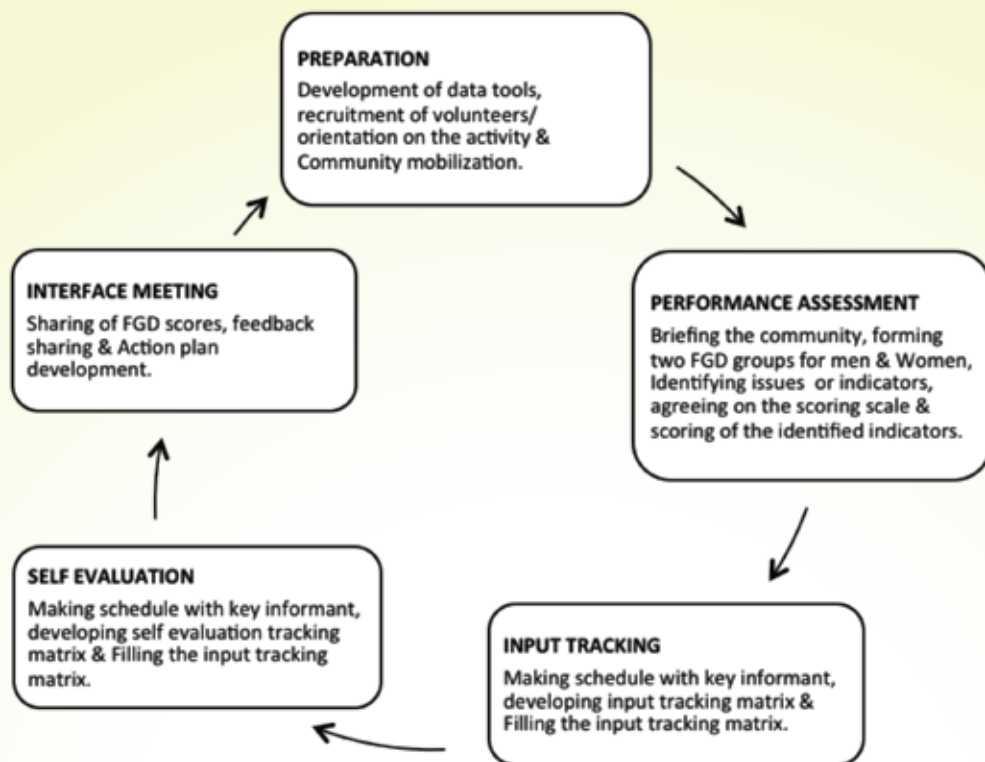 PREPARATION
Development of data tools,
recruitment of volunteers/
orientation on the activity &
Community mobilization.
INTERFACE MEETING
Sharing of FGD scores, feedback
sharing & Action plan
development.
PERFORMANCE ASSESSMENT
Briefing the community, forming
two FGD groups for men & Women,
Identifying issues or indicators,
agreeing on the scoring scale &
scoring of the identified indicators.
SELF EVALUATION
Making schedule with key informant,
developing self evaluation tracking
matrix & Filling the input tracking
matrix.
INPUT TRACKING
Making schedule with key informant,
developing input tracking matrix &
Filling the input tracking matrix.